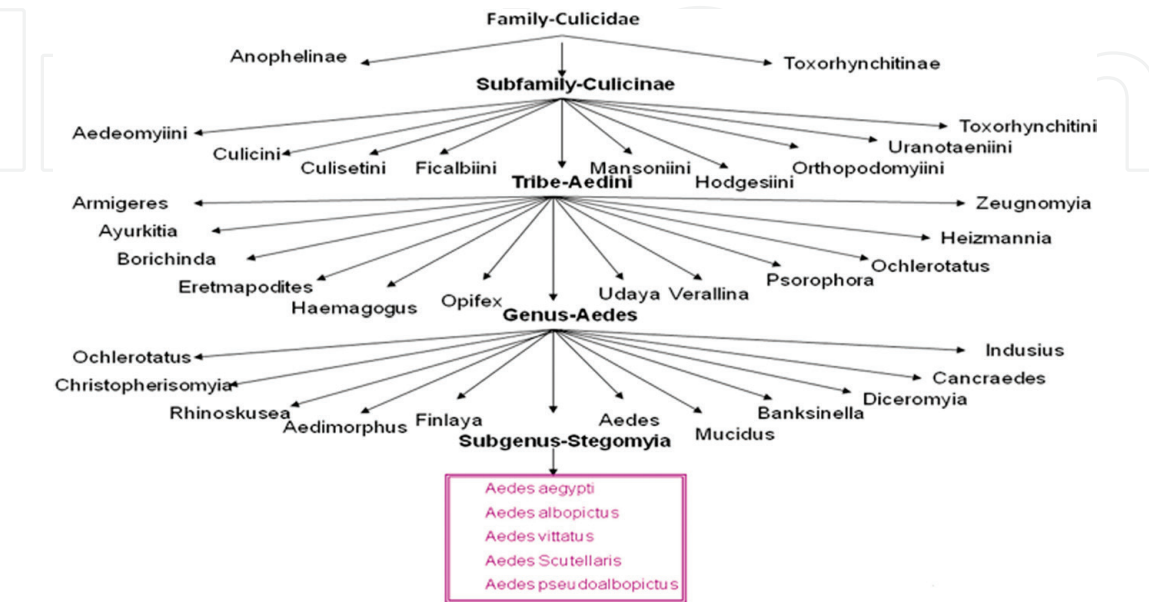 Family-Culicidae
Anophelinae
Toxorhynchitinae
Subfamily-Culicinae
Aedeomyiini
Culicini
Culisetini
Ficalbiini
Mansoniini
Hodgesiini
Orthopodomyiini
Uranotaeniini
Toxorhynchitini
Tribe-Aedini
Armigeres
Ayurkitia
Borichinda
Eretmapodites
Haemagogus
Opifex
Udaya
Verallina
Psorophora
Ochlerotatus
Heizmannia
Zeugnomyia
Genus-Aedes
Ochlerotatus
Christopherisomyia
Rhinoskusea
Aedimorphus
Finlaya
Aedes
Mucidus
Banksinella
Diceromyia
Cancraedes
Indusius
Subgenus-Stegomyia
Aedes aegypti
Aedes albopictus
Aedes vittatus
Aedes Scutellaris
Aedes pseudoalbopictus